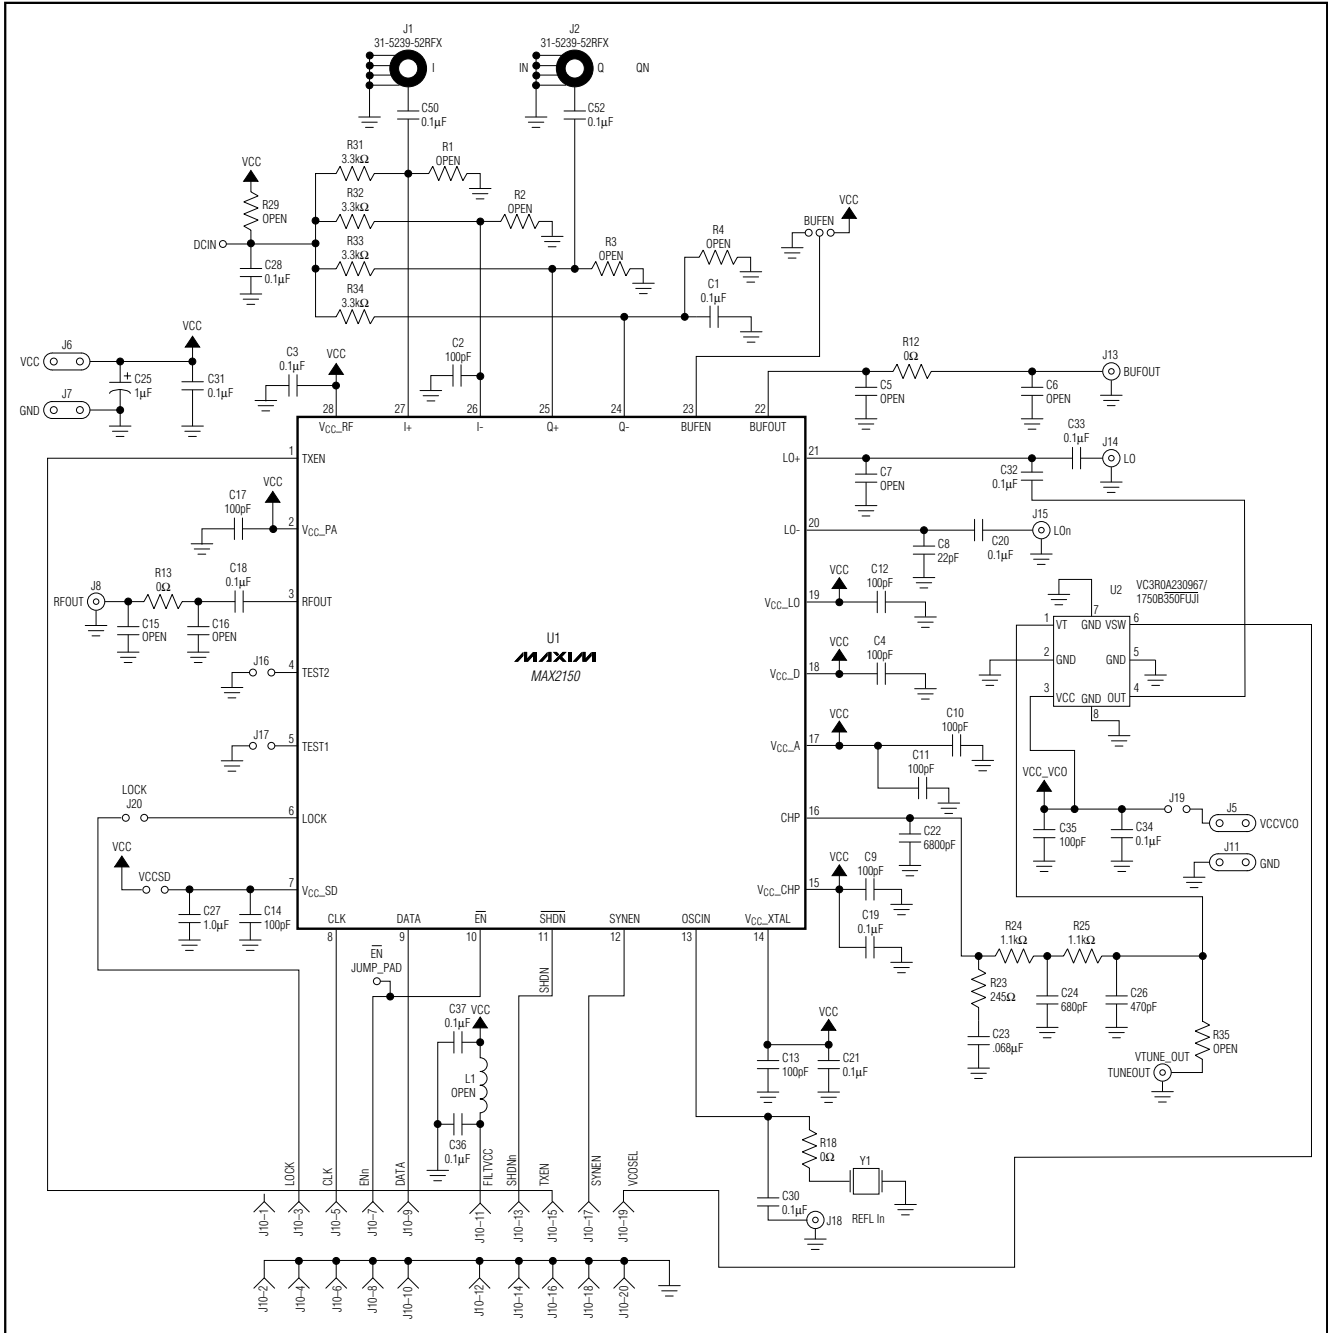 J1
31-5239-52RFX
I
J2
31-5239-52RFX
IN
Q
QN
C50
0.1µF
C52
0.1µF
R31
3.3kΩ
R1
OPEN
VCC
R29
OPEN
R32
3.3kΩ
R2
OPEN
DCIN
R33
3.3kΩ
R3
OPEN
R4
OPEN
BUFEN
VCC
C28
0.1µF
R34
3.3kΩ
C1
0.1µF
VCC
J6
VCC
C25
+
1µF
C31
0.1µF
J7
GND
C3
0.1µF
VCC
C2
100pF
R12
0Ω
J13
BUFOUT
C5
OPEN
C6
OPEN
28
27
26
25
24
23
22
VCC_RF
I+
I-
Q+
Q-
BUFEN
BUFOUT
1
TXEN
21
LO+
C33
0.1µF
J14
LO
C7
OPEN
C32
0.1µF
C17
100pF
VCC
2
VCC_PA
20
LO-
J15
LOn
C8
22pF
C20
0.1µF
J8
RFOUT
R13
0Ω
C18
0.1µF
3
RFOUT
C15
OPEN
C16
OPEN
VCC
C12
100pF
19
VCC_LO
U2
VC3R0A230967/
1750B350FUJI
7
1
VT
GND
VSW
6
2
GND
GND
5
3
VCC
GND
OUT
4
8
U1
MAXIM
MAX2150
J16
4
TEST2
VCC
C4
100pF
18
VCC_D
J17
5
TEST1
VCC
C10
100pF
17
VCC_A
C11
100pF
LOCK
J20
6
LOCK
16
CHP
C22
6800pF
VCC_VCO
J19
J5
VCCVCO
C35
100pF
C34
0.1µF
J11
GND
VCC
VCCSD
7
VCC_SD
C27
1.0µF
C14
100pF
VCC
C9
100pF
15
VCC_CHP
C19
0.1µF
CLK
DATA
EN
SHDN
SYNEN
OSCIN
VCC_XTAL
8
9
10
11
12
13
14
EN
JUMP_PAD
SHDN
R24
1.1kΩ
R25
1.1kΩ
R23
245Ω
C24
680pF
C26
470pF
C23
.068µF
R35
OPEN
VTUNE_OUT
TUNEOUT
C37
0.1µF
VCC
L1
OPEN
C36
0.1µF
VCC
C13
100pF
C21
0.1µF
R18
0Ω
Y1
C30
0.1µF
J18
REFL In
LOCK
CLK
ENn
DATA
FILTVCC
SHDNn
TXEN
SYNEN
VCOSEL
J10–1
J10–3
J10–5
J10–7
J10–9
J10–11
J10–13
J10–15
J10–17
J10–19
J10–2
J10–4
J10–6
J10–8
J10–10
J10–12
J10–14
J10–16
J10–18
J10–20